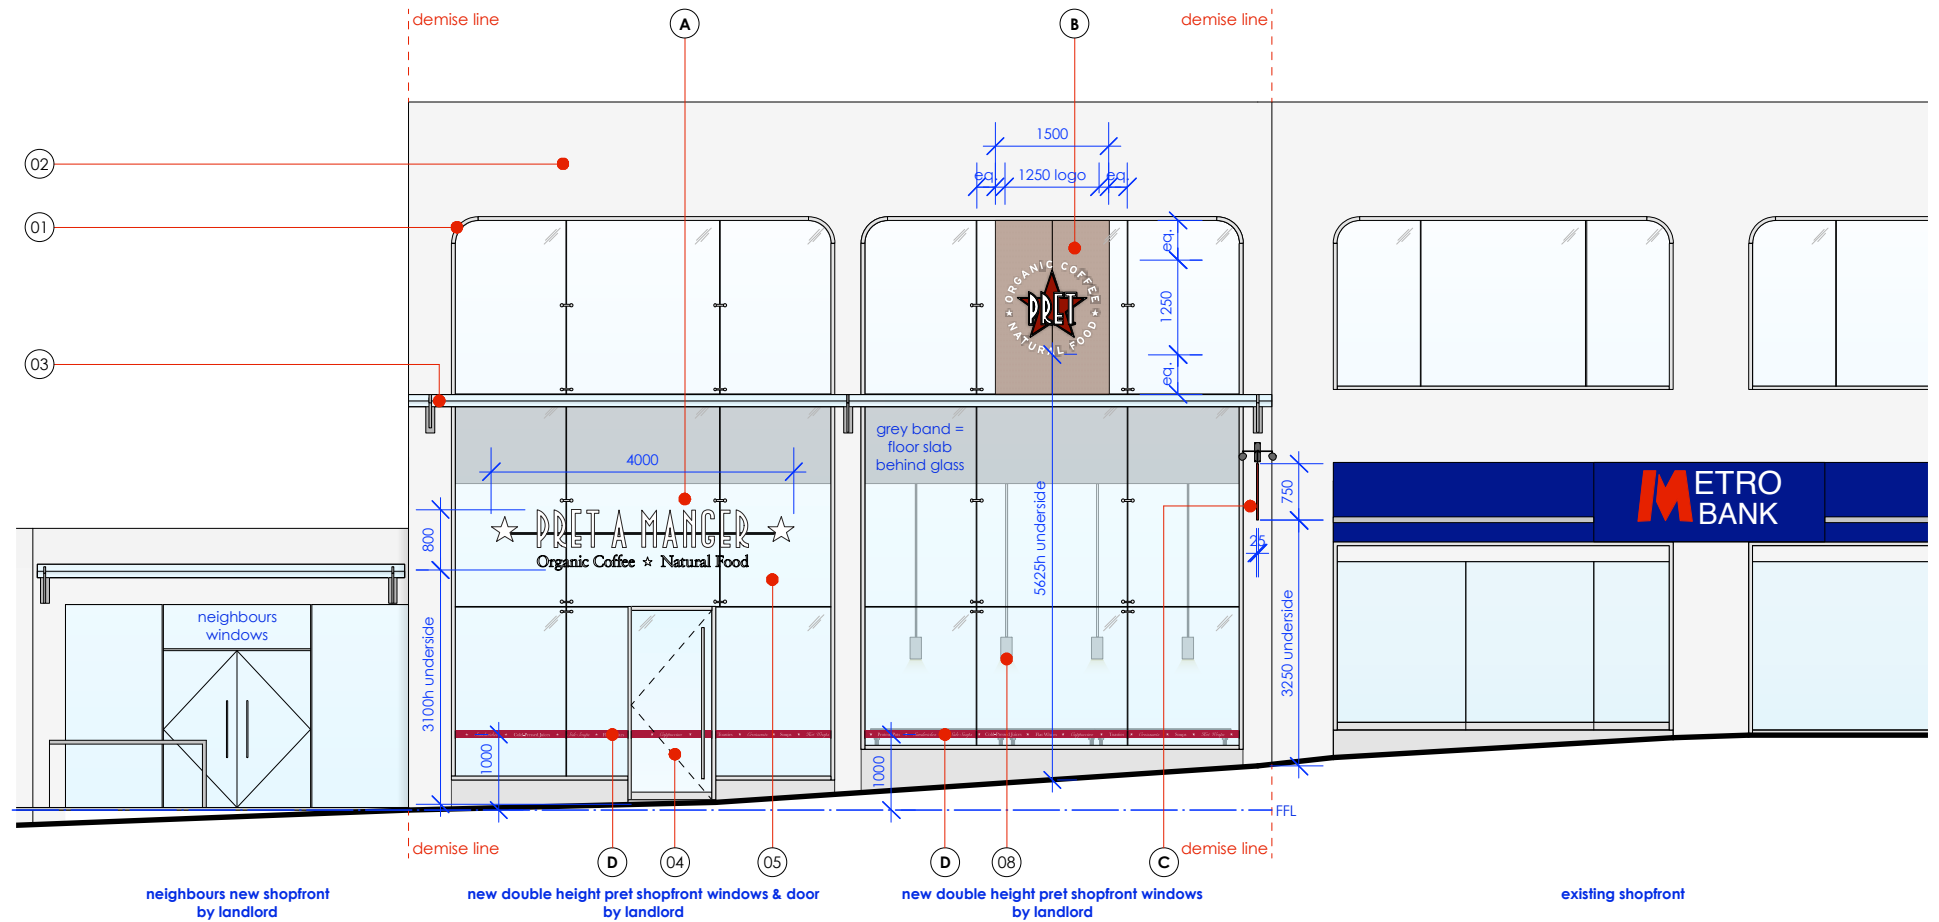 demise line
A
B
demise line
02
01
03
1500
eq.
1250 logo
eq.
eq.
1250
eq.
ORGANIC COFFEE
PRET
NATURAL FOOD
grey band =
floor slab
behind glass
4000
800
PRET A MANGER
Organic Coffee ☆ Natural Food
5625h underside
750
25
METRO
BANK
neighbours
windows
3100h underside
3250 underside
1000
1000
FFL
demise line
D
04
05
D
08
C
demise line
neighbours new shopfront
by landlord
new double height pret shopfront windows & door
by landlord
new double height pret shopfront windows
by landlord
existing shopfront